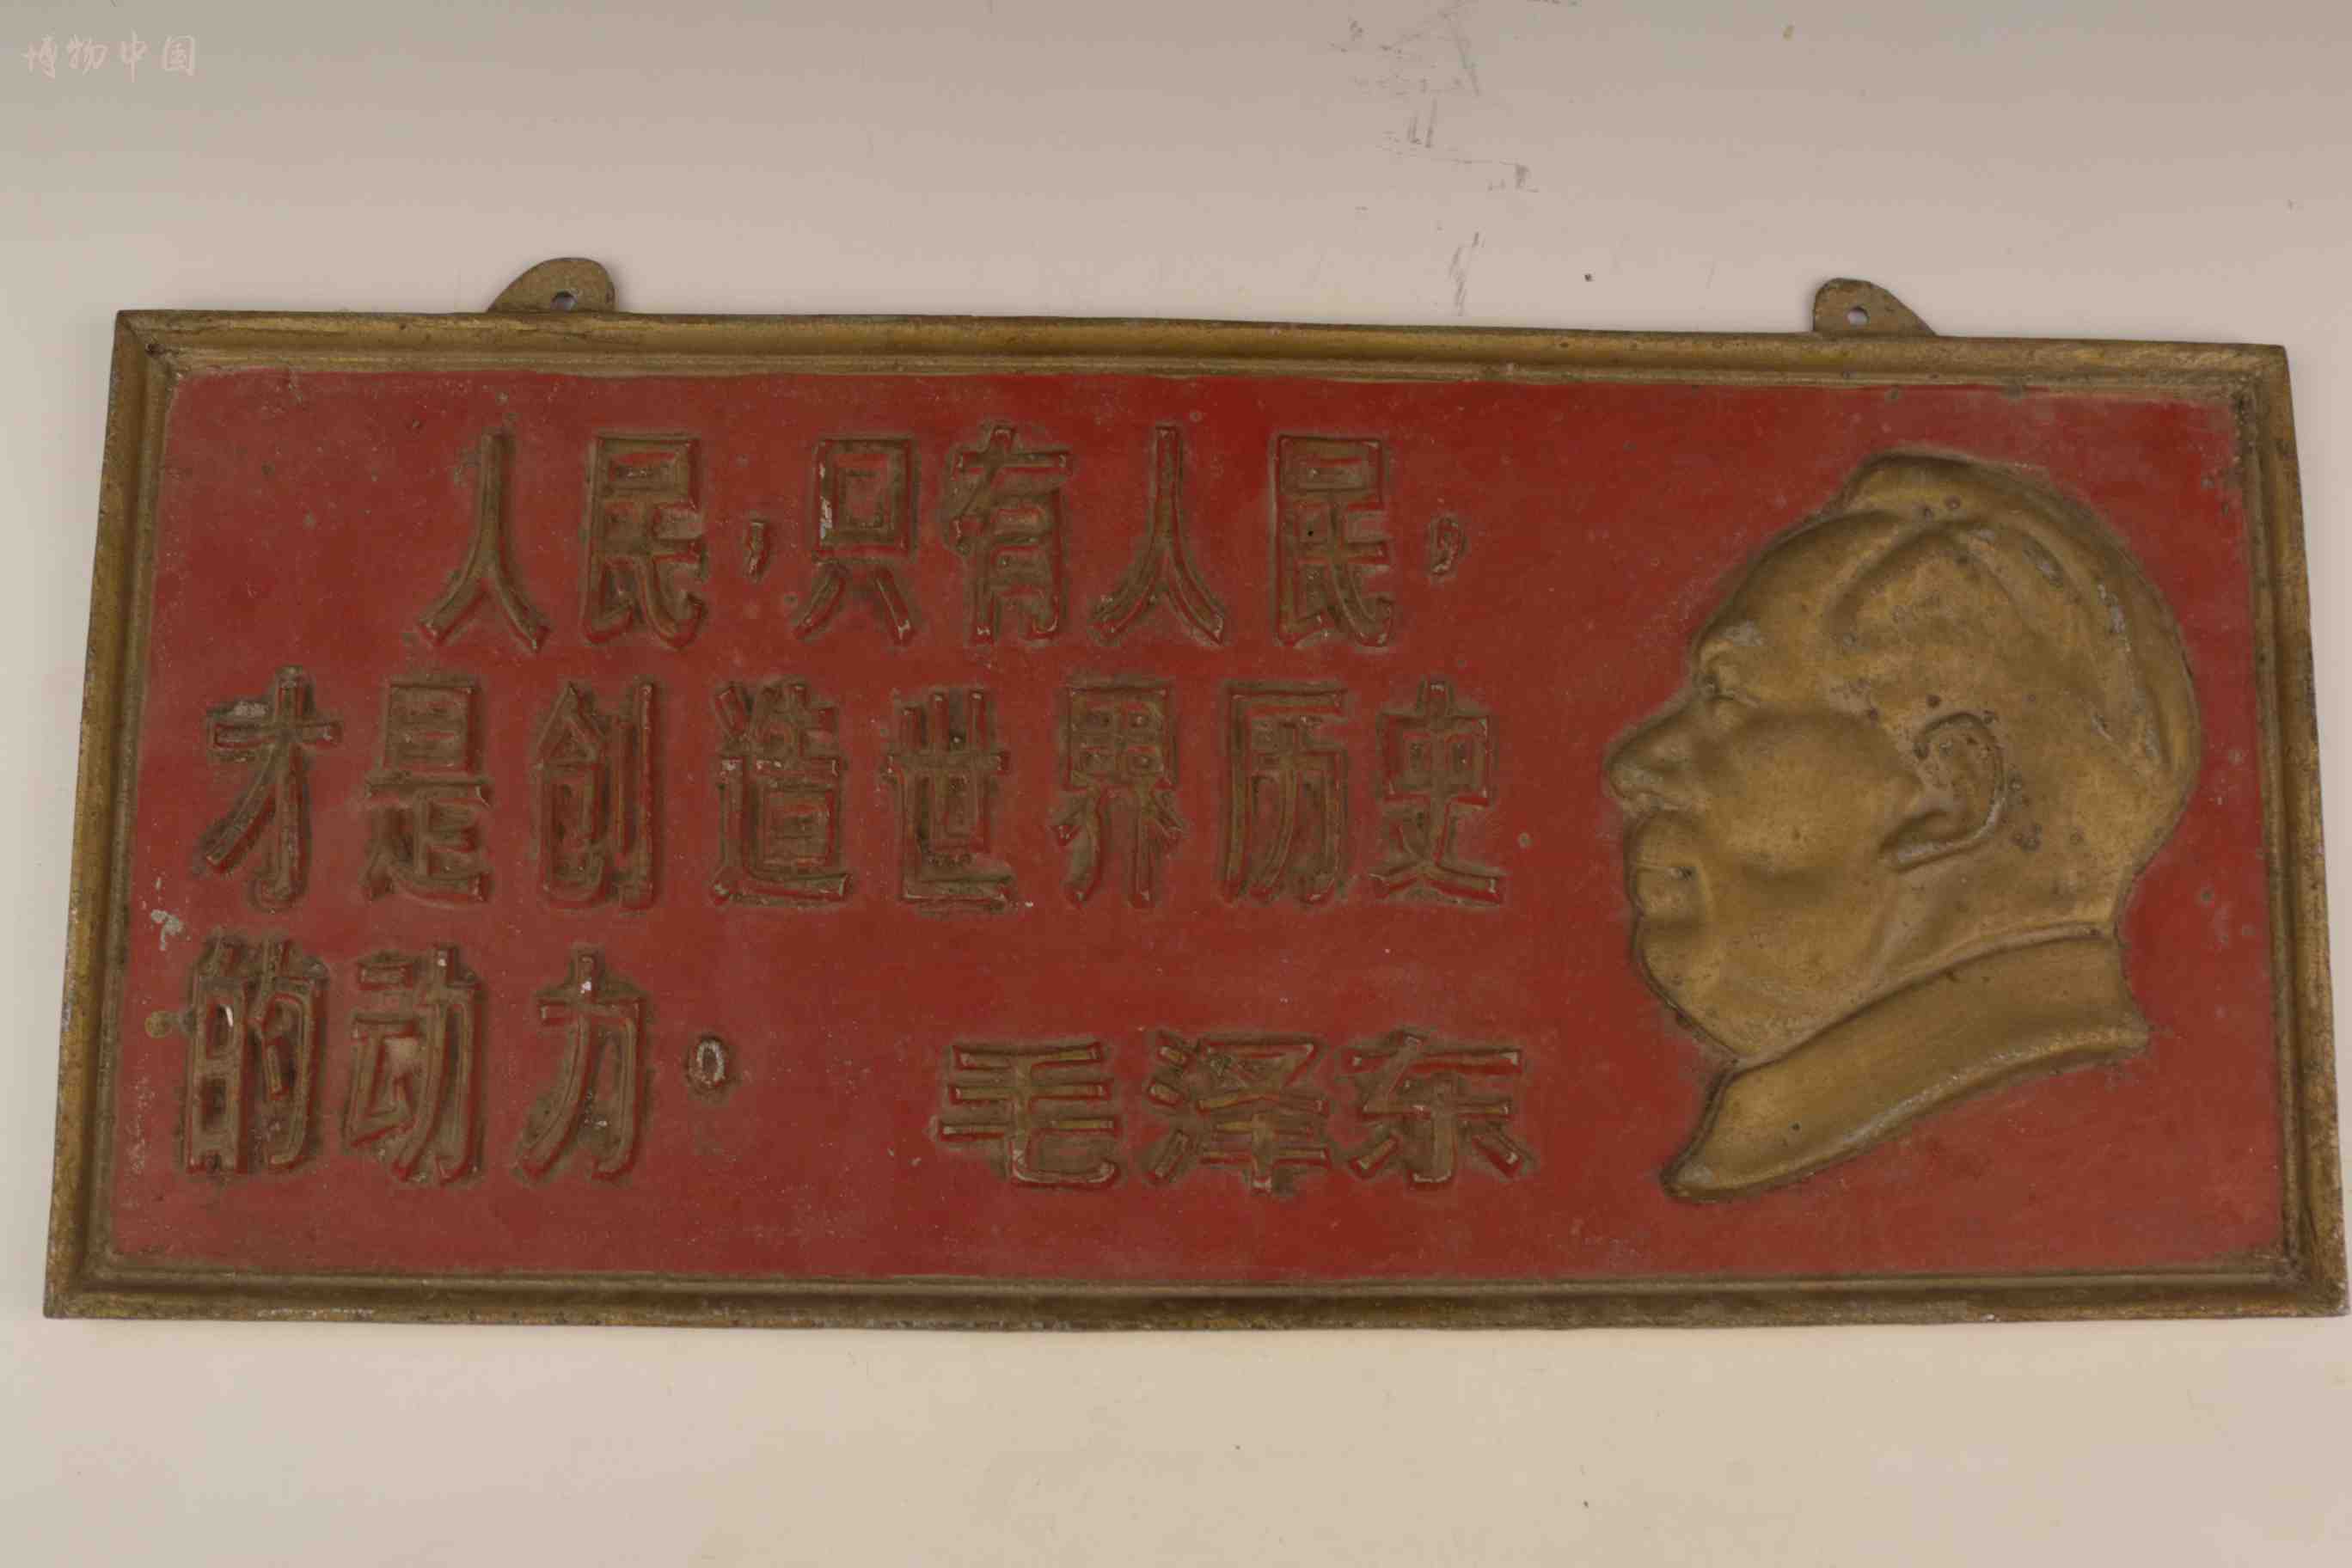 博物中国
人民，只有人民，
才是创造世界历史
的动力。
毛泽东